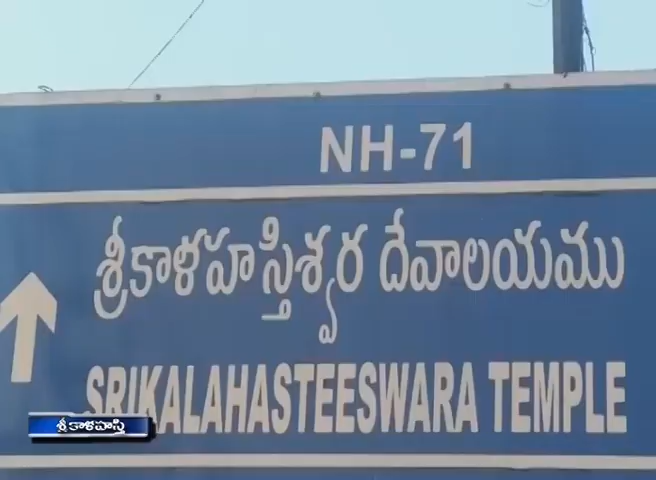 NH-71
శ్రీకాళహస్తీశ్వర దేవాలయము
SRIKALAHASTEESWARA TEMPLE
శ్రీకాళహస్తి